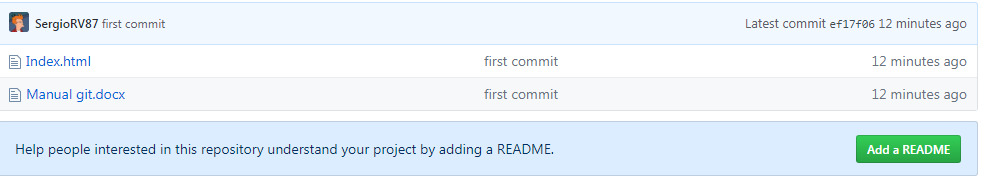 SergioRV87 first commit Latest commit ef17f06 12 minutes ago
Index.html first commit 12 minutes ago
Manual git.docx first commit 12 minutes ago
Help people interested in this repository understand your project by adding a README. Add a README